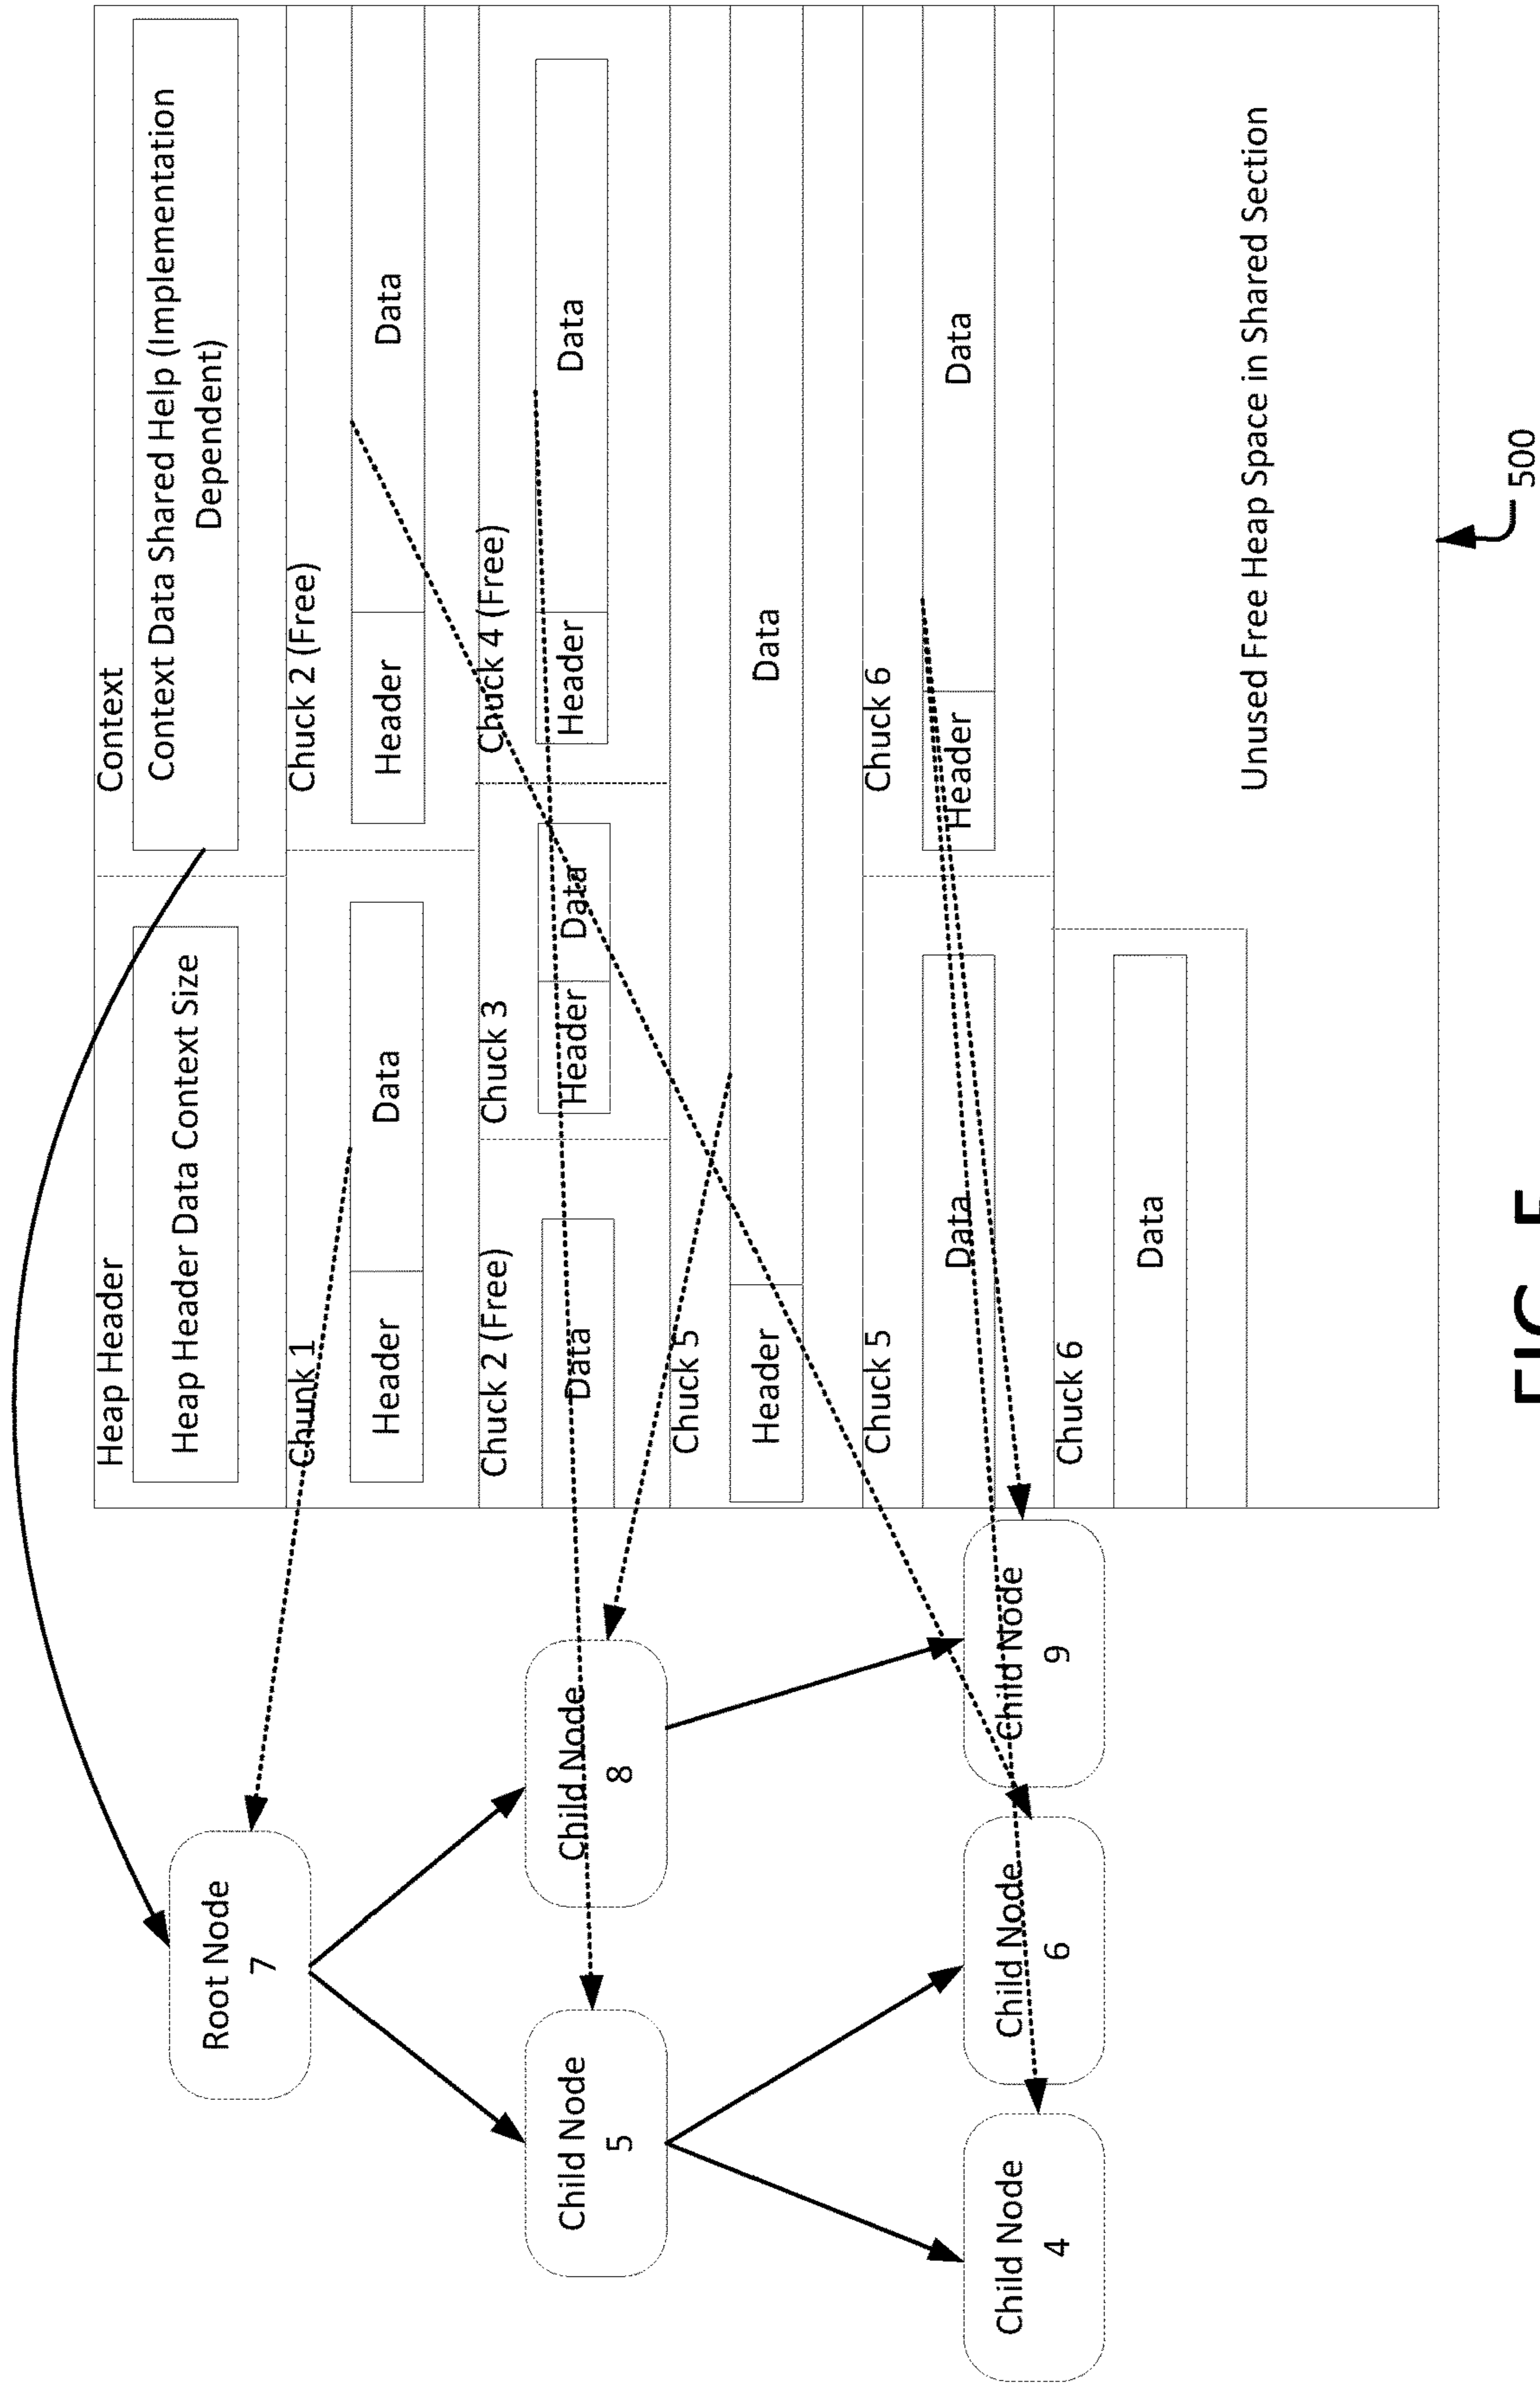 Root Node
7
Child Node
5
Child Node
8
Child Node
4
Child Node
6
Child Node
9
Heap Header
Heap Header Data Context Size
Context
Context Data Shared Help (Implementation
Dependent)
Chunk 1
Header
Data
Chuck 2 (Free)
Header
Data
Chuck 2 (Free)
Data
Chuck 3
Header
Data
Chuck 4 (Free)
Header
Data
Chuck 5
Header
Data
Chuck 5
Data
Chuck 6
Header
Data
Chuck 6
Data
Unused Free Heap Space in Shared Section
500
FIG